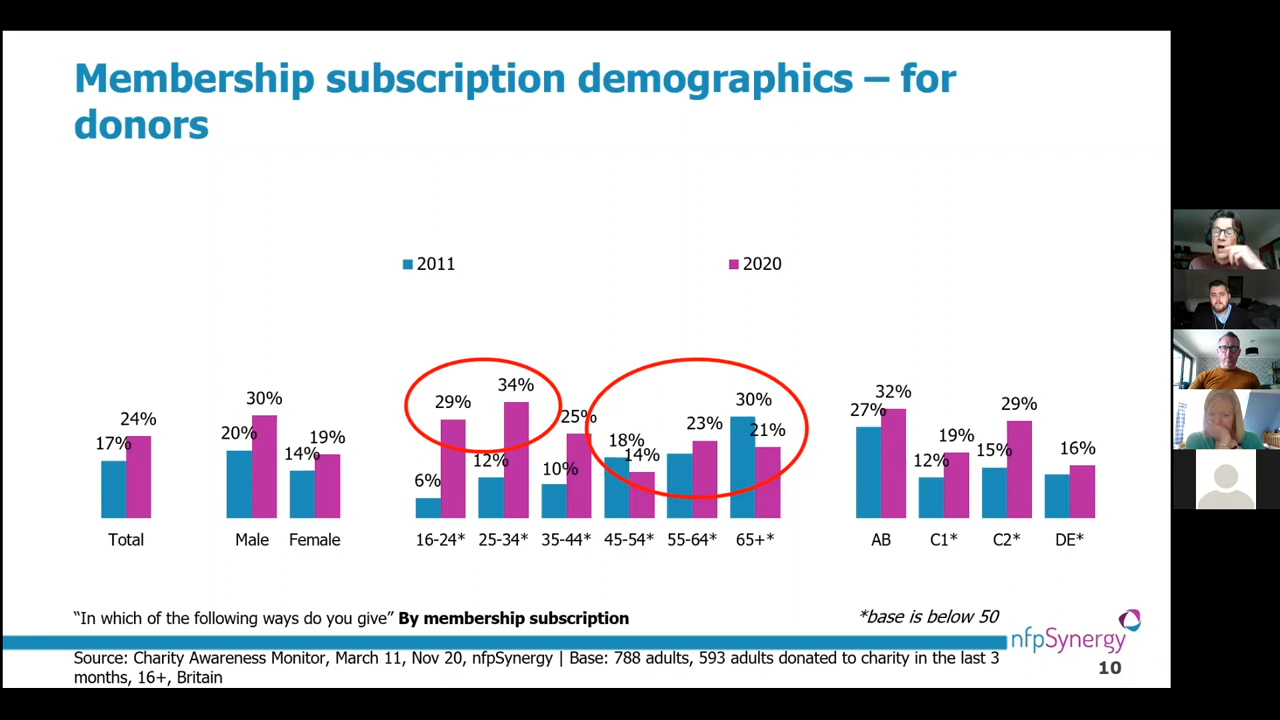 Membership subscription demographics – for
donors
2011
2020
17%
24%
20%
30%
14%
19%
6%
29%
12%
34%
10%
25%
18%
14%
23%
30%
21%
27%
32%
12%
19%
15%
29%
16%
Total
Male
Female
16-24*
25-34*
35-44*
45-54*
55-64*
65+*
AB
C1*
C2*
DE*
“In which of the following ways do you give” By membership subscription
*base is below 50
nfpSynergy
Source: Charity Awareness Monitor, March 11, Nov 20, nfpSynergy | Base: 788 adults, 593 adults donated to charity in the last 3
months, 16+, Britain
10